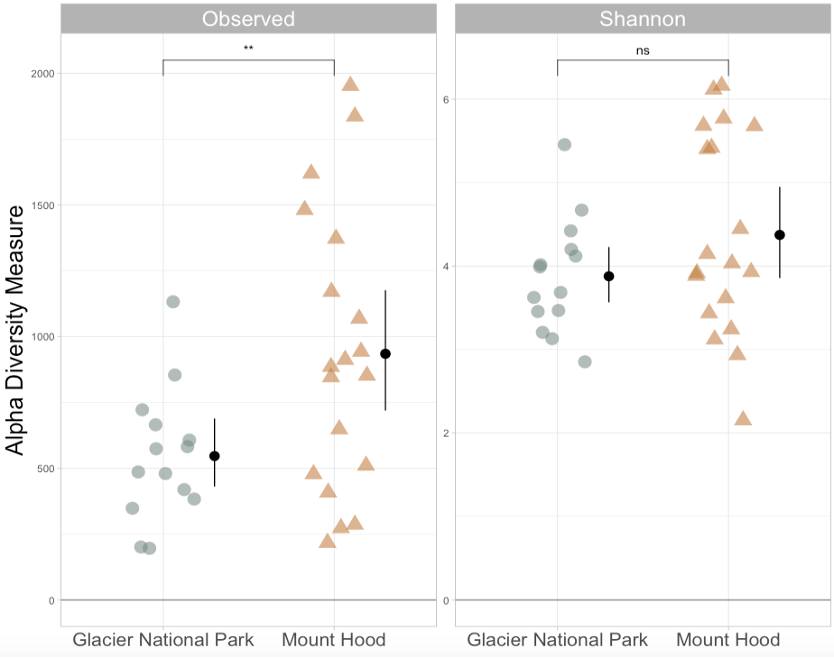 Observed
Shannon
**
ns
Alpha Diversity Measure
2000
1500
1000
500
0
6
4
2
0
Glacier National Park
Mount Hood
Glacier National Park
Mount Hood